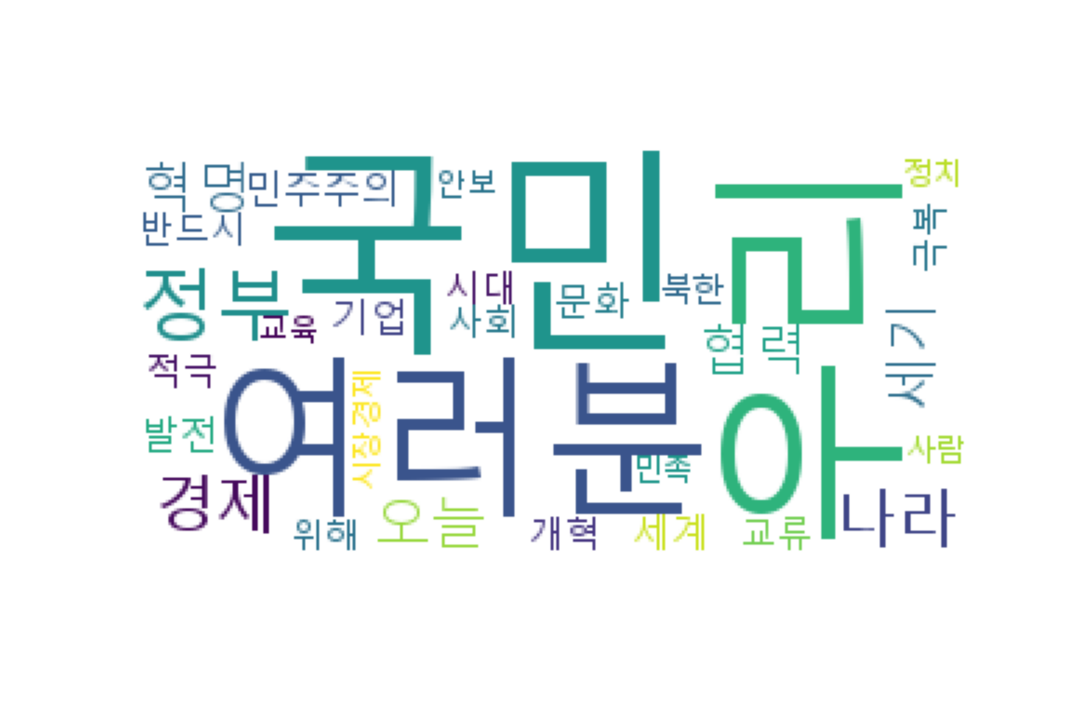 혁명
민주주의
국민
안보
우리
정치
반드시
극복
정부
교육
기업
시대
사회
문화
북한
협력
세기
적극
여러분
시장경제
발전
민족
사람
경제
위해
오늘
개혁
세계
교류
나라